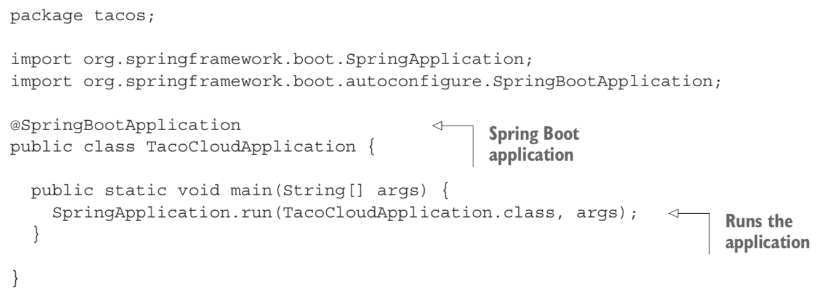 package tacos;
import org.springframework.boot.SpringApplication;
import org.springframework.boot.autoconfigure.SpringBootApplication;
@SpringBootApplication
Spring Boot
application
public class TacoCloudApplication {
public static void main(String[] args) {
SpringApplication.run(TacoCloudApplication.class, args);
Runs the
application
}
}